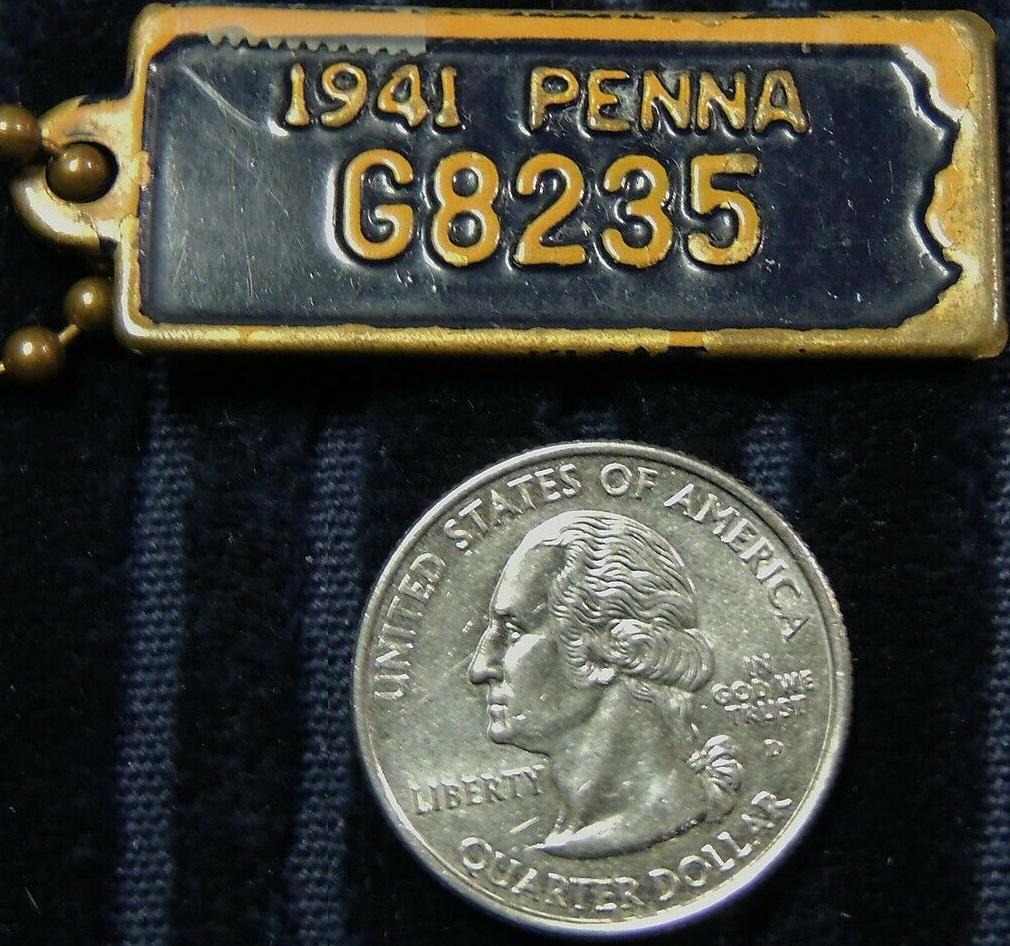 1941 PENNA
G8235
UNITED STATES OF AMERICA
IN
GOD WE
TRUST
D
LIBERTY
QUARTER DOLLAR